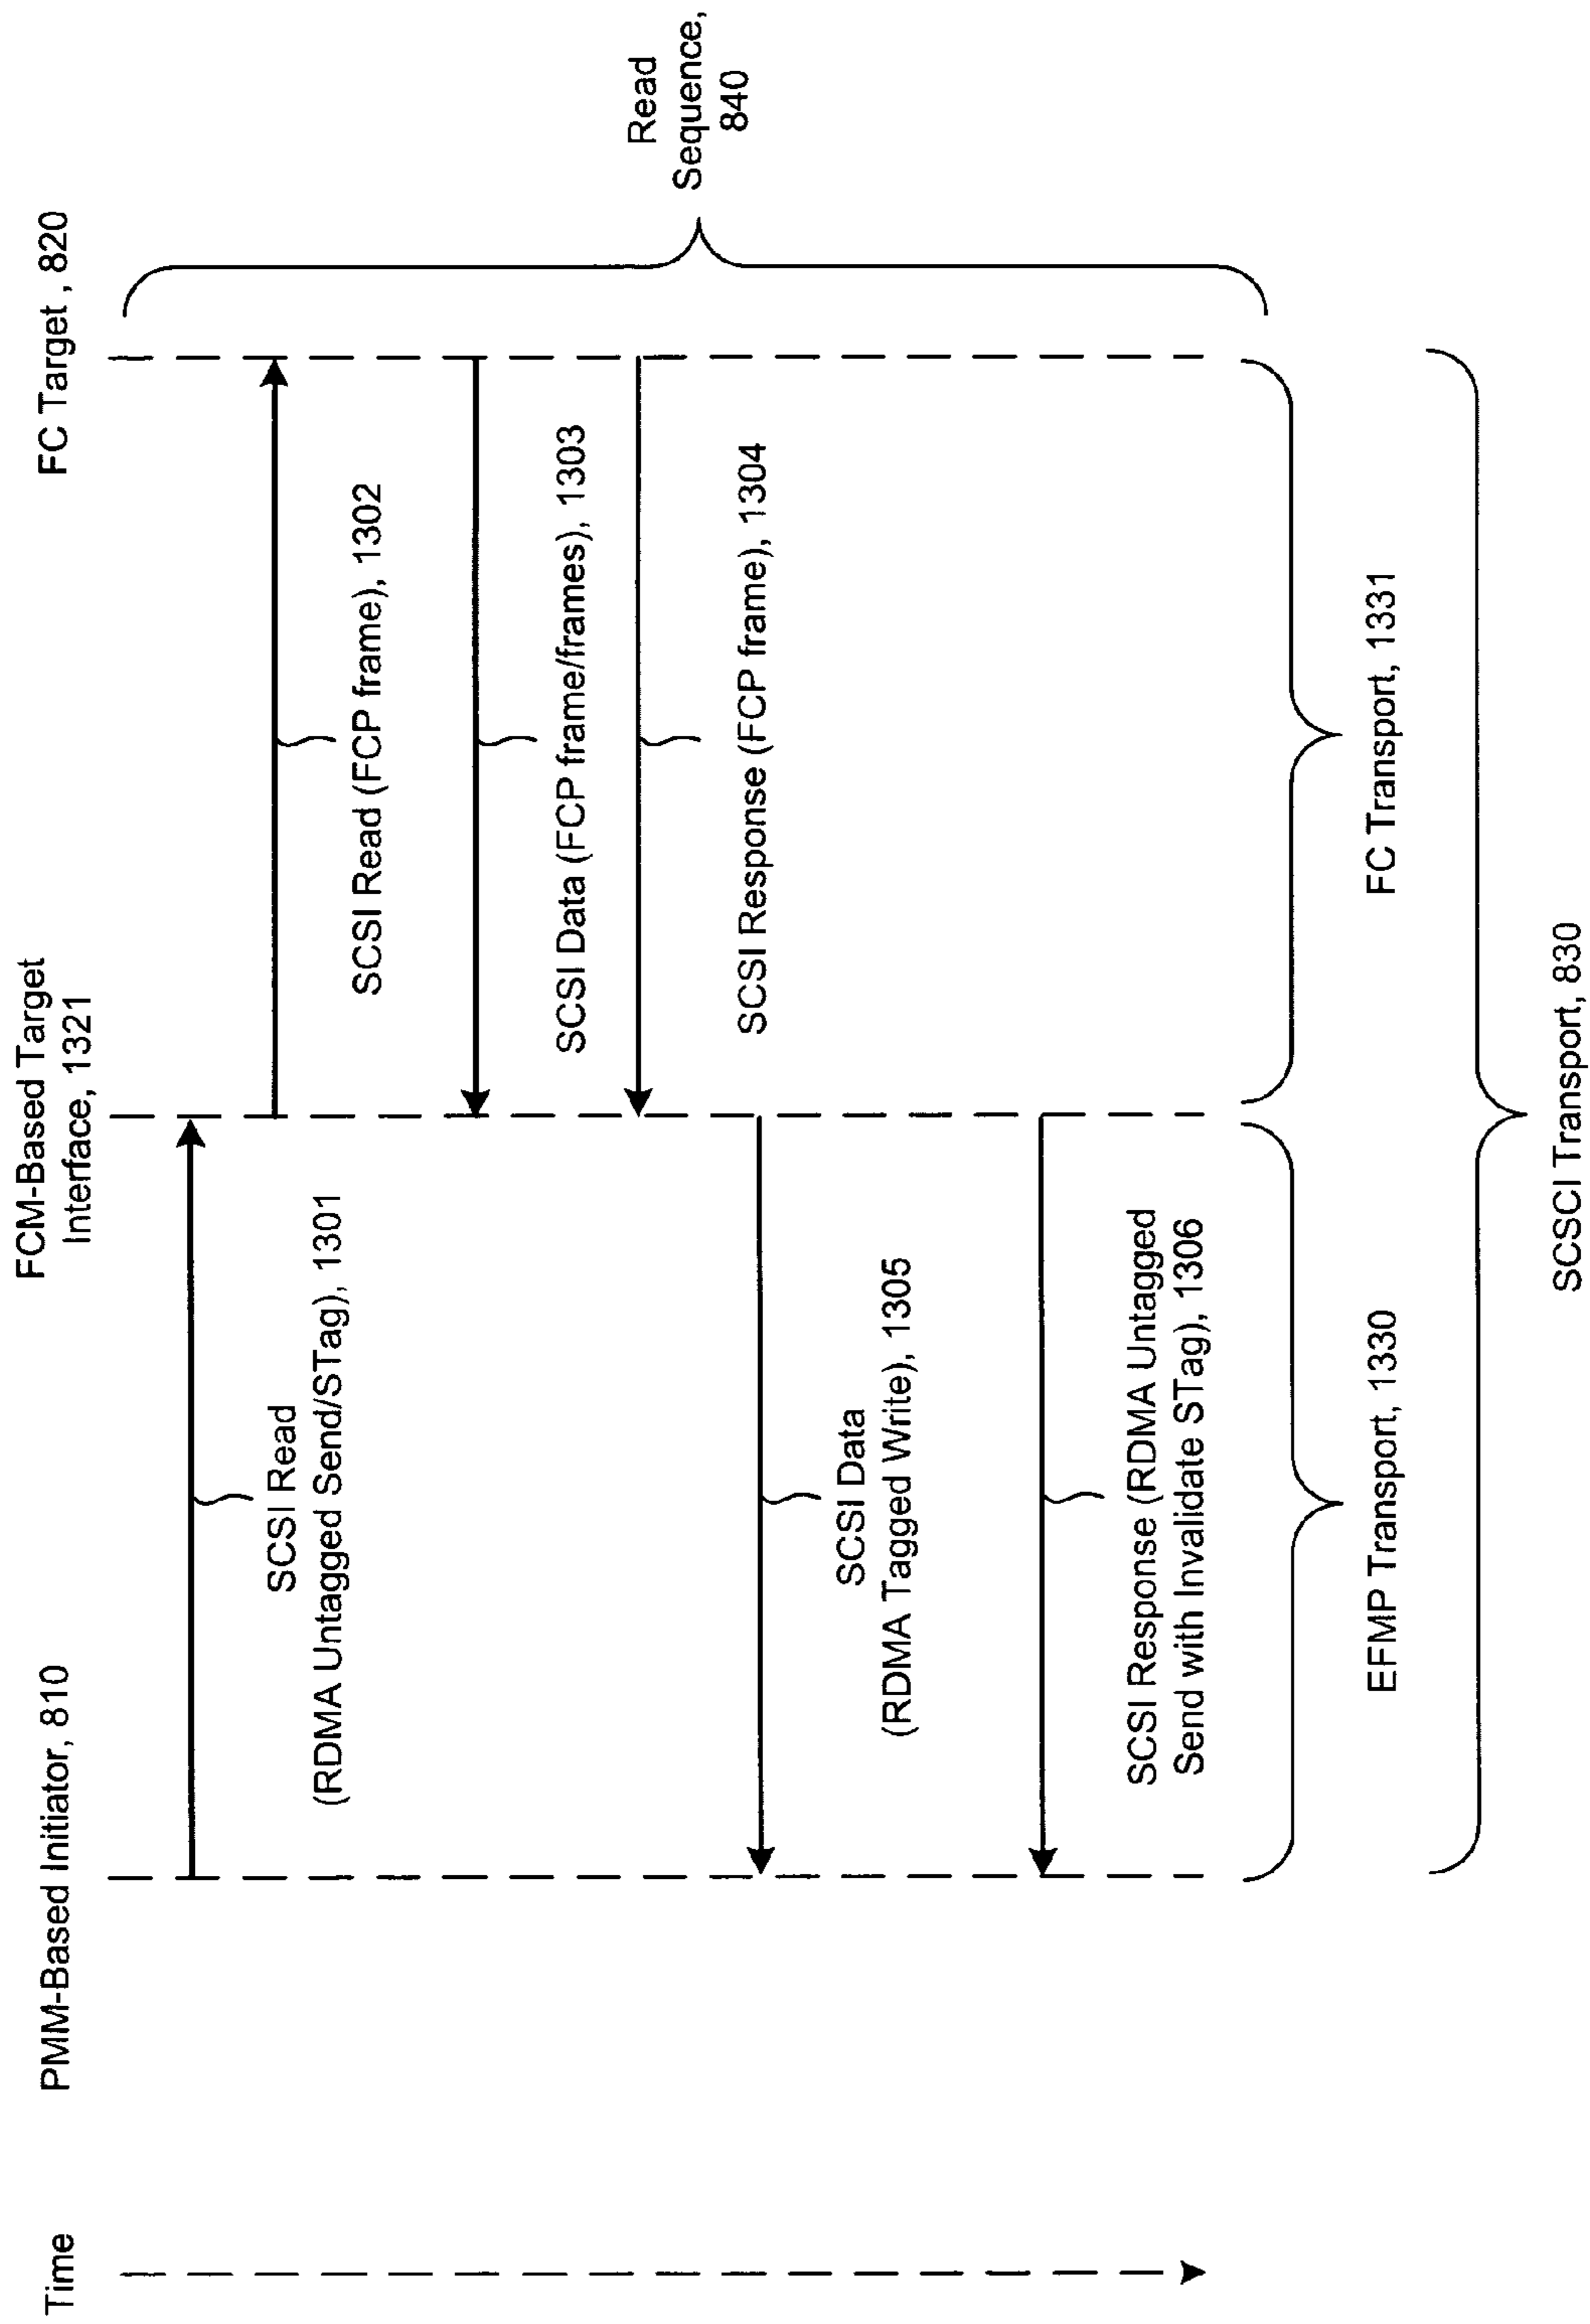 Time
PMM-Based Initiator, 810
FCM-Based Target
Interface, 1321
FC Target , 820
SCSI Read
(RDMA Untagged Send/STag), 1301
SCSI Read (FCP frame), 1302
SCSI Data (FCP frame/frames), 1303
SCSI Response (FCP frame), 1304
SCSI Data
(RDMA Tagged Write), 1305
SCSI Response (RDMA Untagged
Send with Invalidate STag), 1306
Read
Sequence,
840
EFMP Transport, 1330
FC Transport, 1331
SCSCI Transport, 830